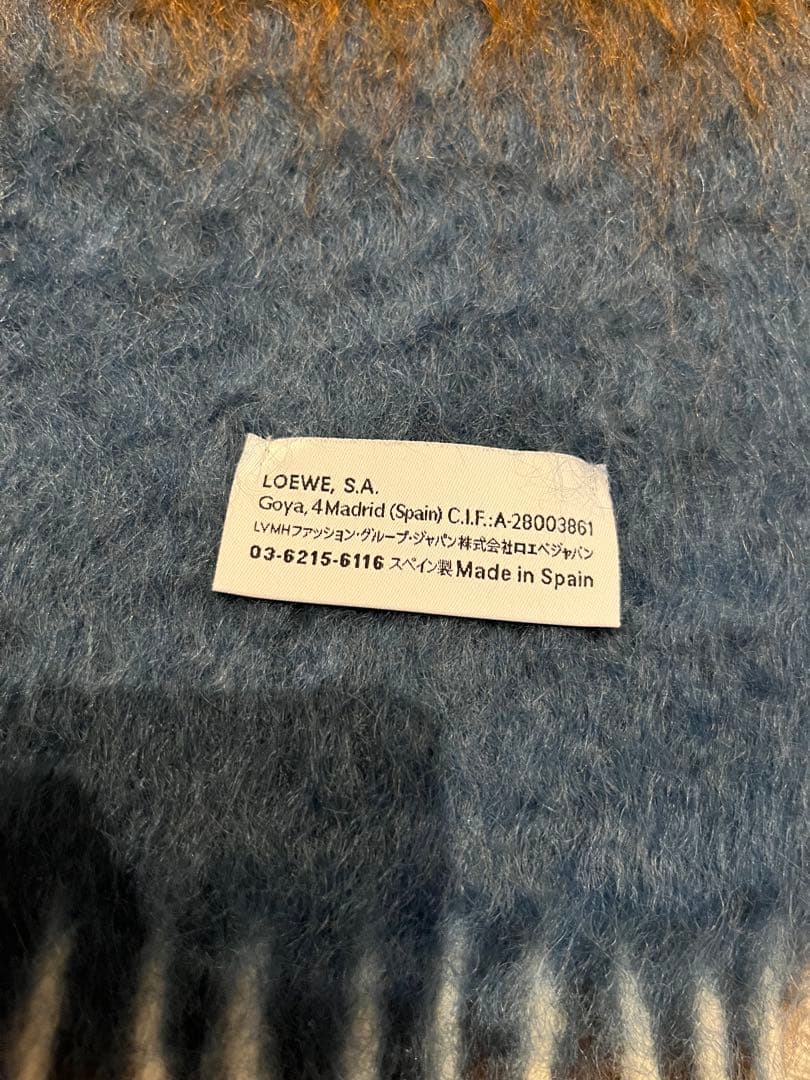 LOEWE, S.A.
Goya, 4 Madrid (Spain) C.I.F.:A-28003861
LVMHファッション・グループ・ジャパン株式会社ロエベジャパン
03-6215-6116 スペイン製 Made in Spain